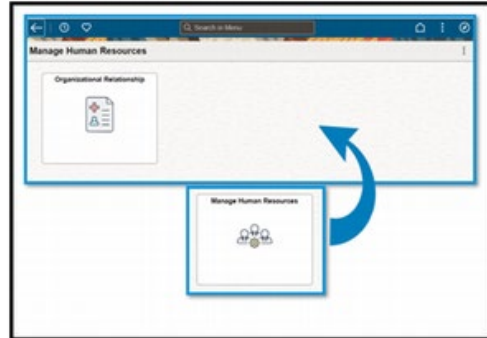 Search in Menu
Manage Human Resources
Organizational Relationship
Manage Human Resources